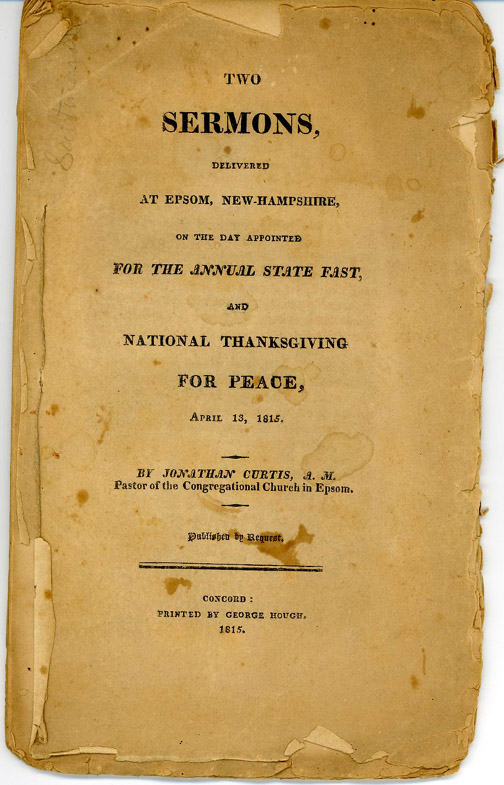 TWO
SERMONS,
DELIVERED
AT EPSOM, NEW-HAMPSHIRE,
ON THE DAY APPOINTED
FOR THE ANNUAL STATE FAST,
AND
NATIONAL THANKSGIVING
FOR PEACE,
APRIL 13, 1815.
BY JONATHAN CURTIS, A. M.
Pastor of the Congregational Church in Epsom.
Published by Request.
CONCORD:
PRINTED BY GEORGE HOUGH.
1815.